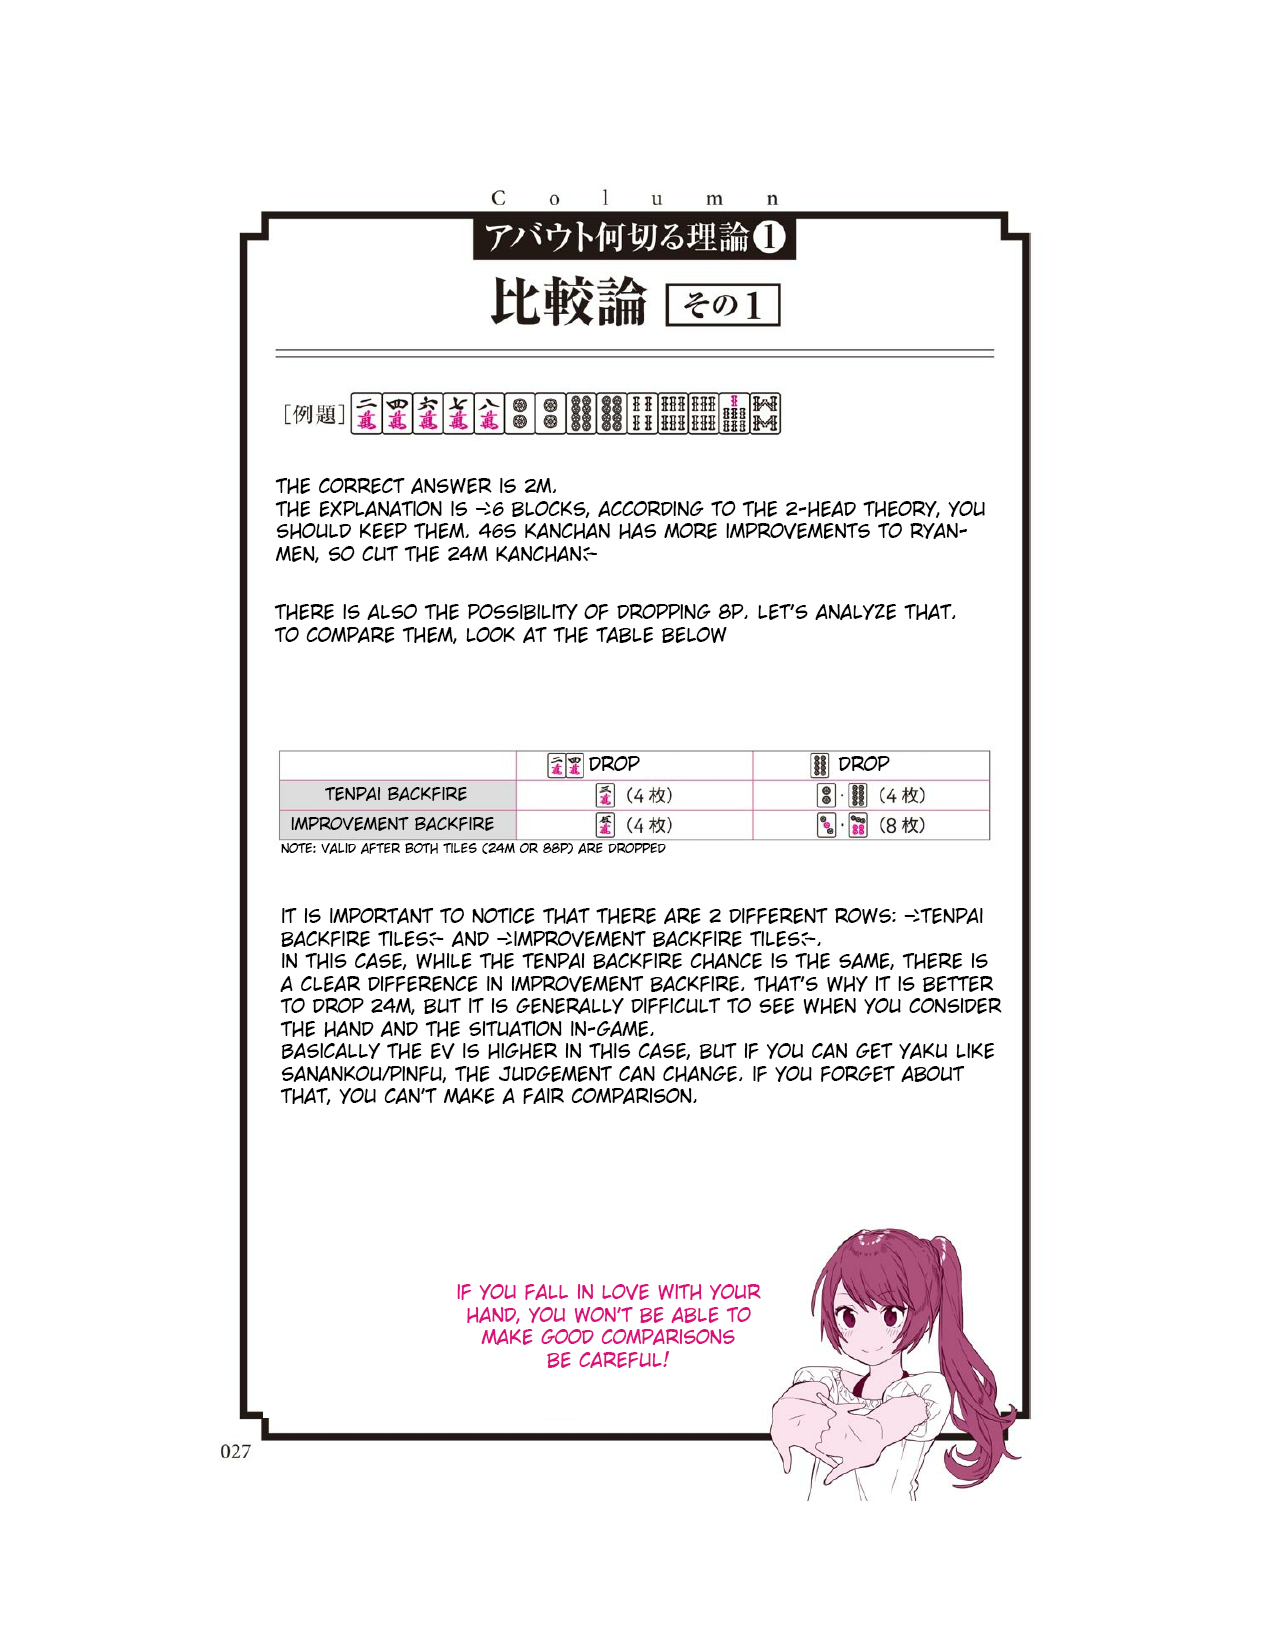 Column
アバウト何切る理論❶
比較論 その1
[例題]
THE CORRECT ANSWER IS 2M.
THE EXPLANATION IS →6 BLOCKS, ACCORDING TO THE 2-HEAD THEORY, YOU
SHOULD KEEP THEM. 46S KANCHAN HAS MORE IMPROVEMENTS TO RYAN-
MEN, SO CUT THE 24M KANCHAN←
THERE IS ALSO THE POSSIBILITY OF DROPPING 8P. LET'S ANALYZE THAT.
TO COMPARE THEM, LOOK AT THE TABLE BELOW
DROP DROP
TENPAI BACKFIRE (4枚) (4枚)
IMPROVEMENT BACKFIRE (4枚) (8枚)
NOTE: VALID AFTER BOTH TILES (24M OR 88P) ARE DROPPED
IT IS IMPORTANT TO NOTICE THAT THERE ARE 2 DIFFERENT ROWS: →TENPAI
BACKFIRE TILES← AND →IMPROVEMENT BACKFIRE TILES←.
IN THIS CASE, WHILE THE TENPAI BACKFIRE CHANCE IS THE SAME, THERE IS
A CLEAR DIFFERENCE IN IMPROVEMENT BACKFIRE. THAT'S WHY IT IS BETTER
TO DROP 24M, BUT IT IS GENERALLY DIFFICULT TO SEE WHEN YOU CONSIDER
THE HAND AND THE SITUATION IN-GAME.
BASICALLY THE EV IS HIGHER IN THIS CASE, BUT IF YOU CAN GET YAKU LIKE
SANANKOU/PINFU, THE JUDGEMENT CAN CHANGE. IF YOU FORGET ABOUT
THAT, YOU CAN'T MAKE A FAIR COMPARISON.
IF YOU FALL IN LOVE WITH YOUR
HAND, YOU WON'T BE ABLE TO
MAKE GOOD COMPARISONS
BE CAREFUL!
027